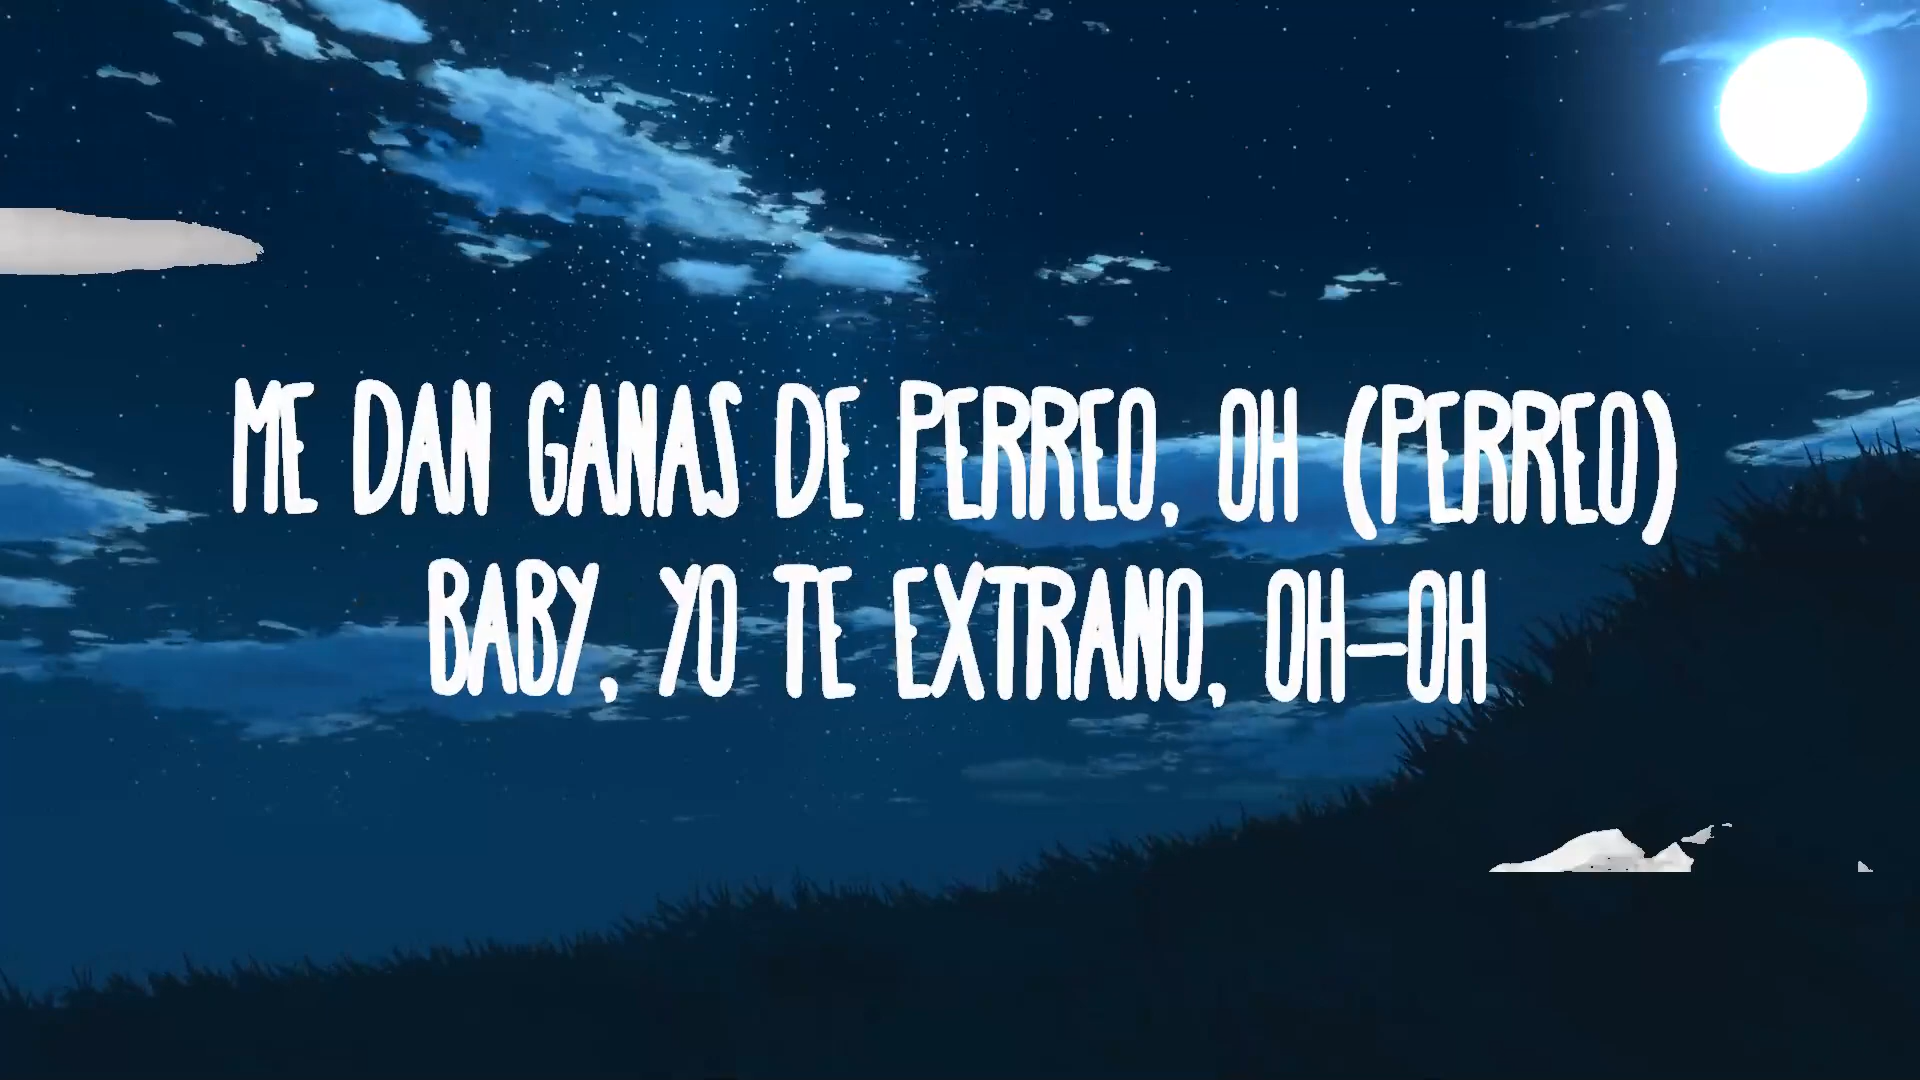 ME DAN GANAS DE PERREO, OH (PERREO)
BABY, YO TE EXTRANO, OH-OH